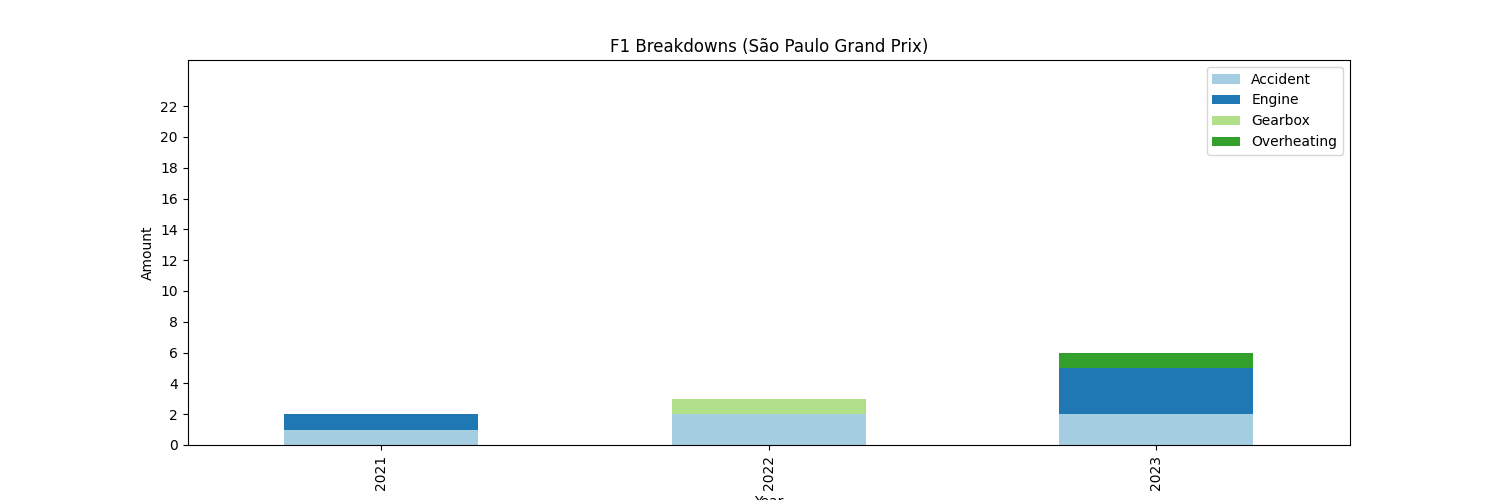 F1 Breakdowns (São Paulo Grand Prix)
Accident
Engine
Gearbox
Overheating
Amount
22
20
18
16
14
12
10
8
6
4
2
0
2021
2022
2023
Year